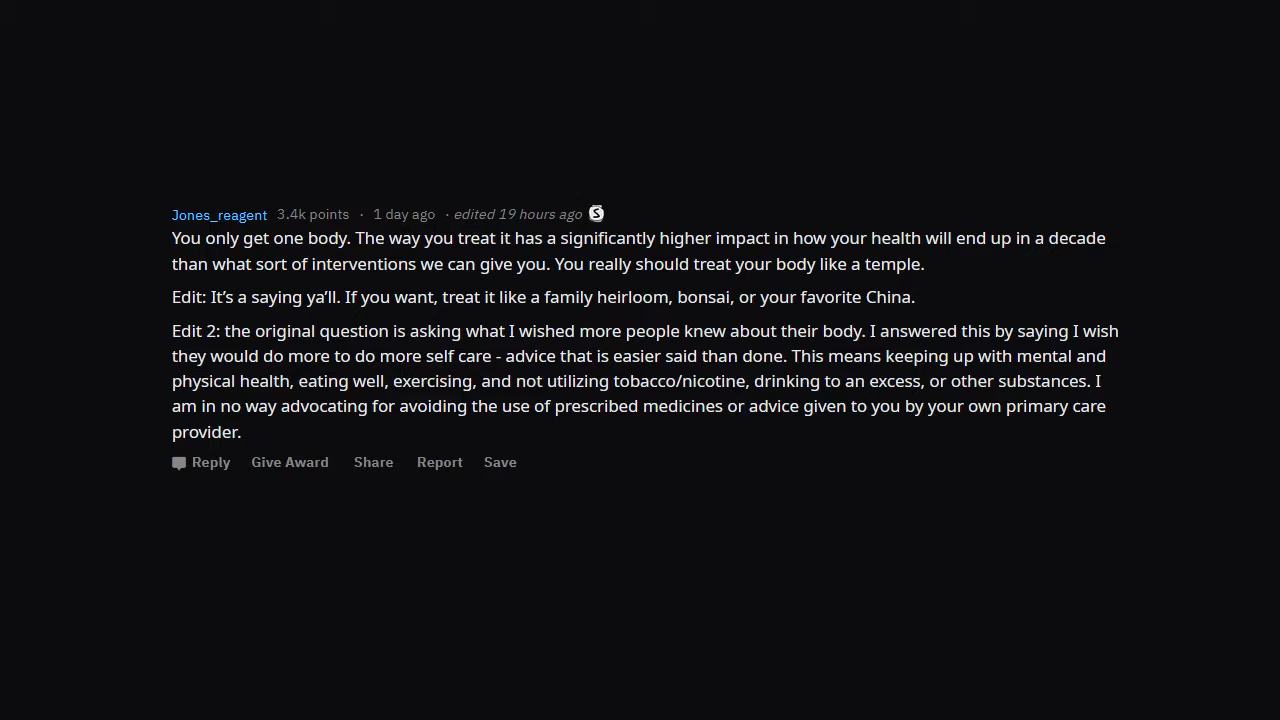 Jones_reagent 3.4k points · 1 day ago · edited 19 hours ago S
You only get one body. The way you treat it has a significantly higher impact in how your health will end up in a decade
than what sort of interventions we can give you. You really should treat your body like a temple.
Edit: It’s a saying ya’ll. If you want, treat it like a family heirloom, bonsai, or your favorite China.
Edit 2: the original question is asking what I wished more people knew about their body. I answered this by saying I wish
they would do more to do more self care - advice that is easier said than done. This means keeping up with mental and
physical health, eating well, exercising, and not utilizing tobacco/nicotine, drinking to an excess, or other substances. I
am in no way advocating for avoiding the use of prescribed medicines or advice given to you by your own primary care
provider.
Reply Give Award Share Report Save